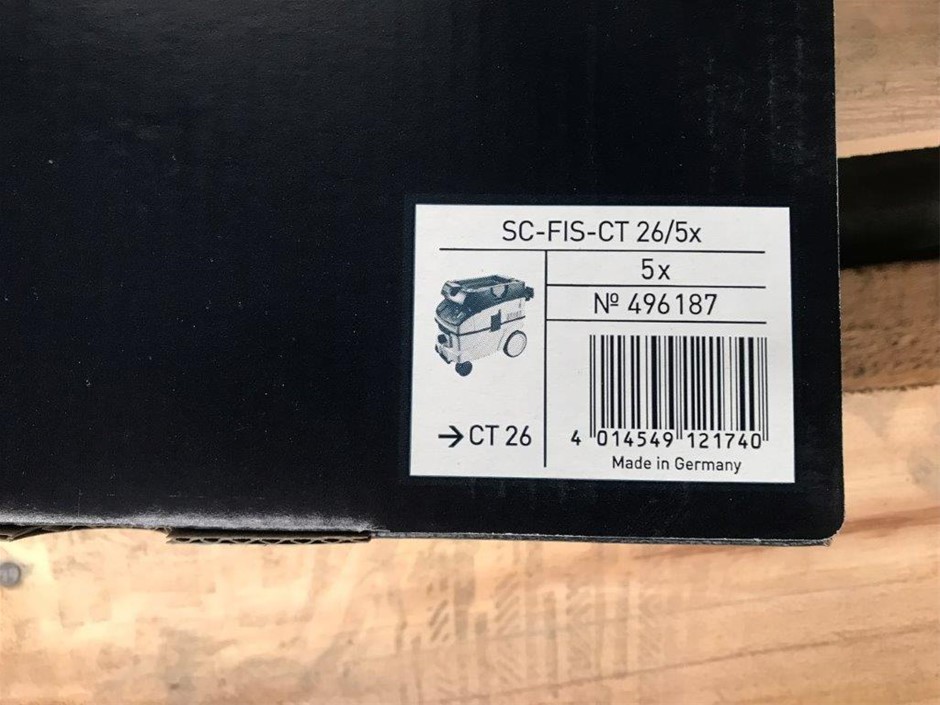 SC-FIS-CT 26/5x
5x
Nº 496187
→ CT 26
4 014549 121740
Made in Germany